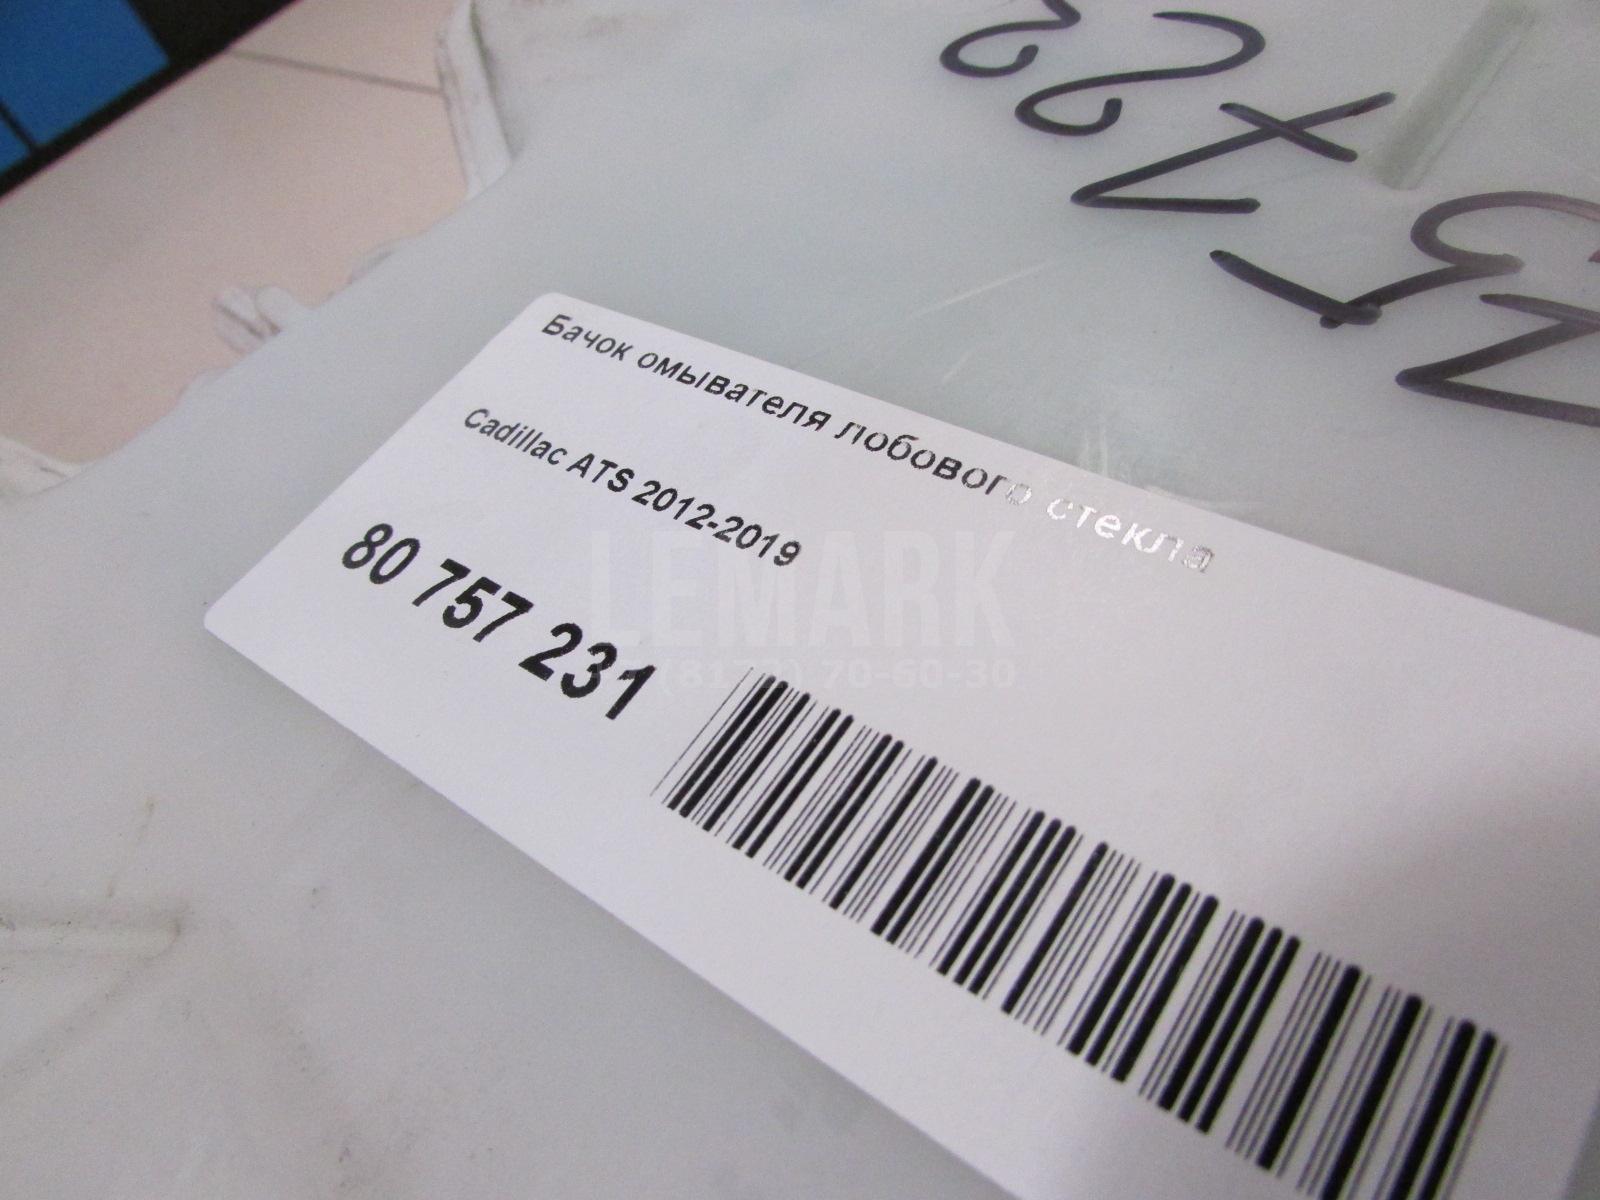 Бачок омывателя лобового стекла
Cadillac ATS 2012-2019
80 757 231
LEMARK
70-60-30